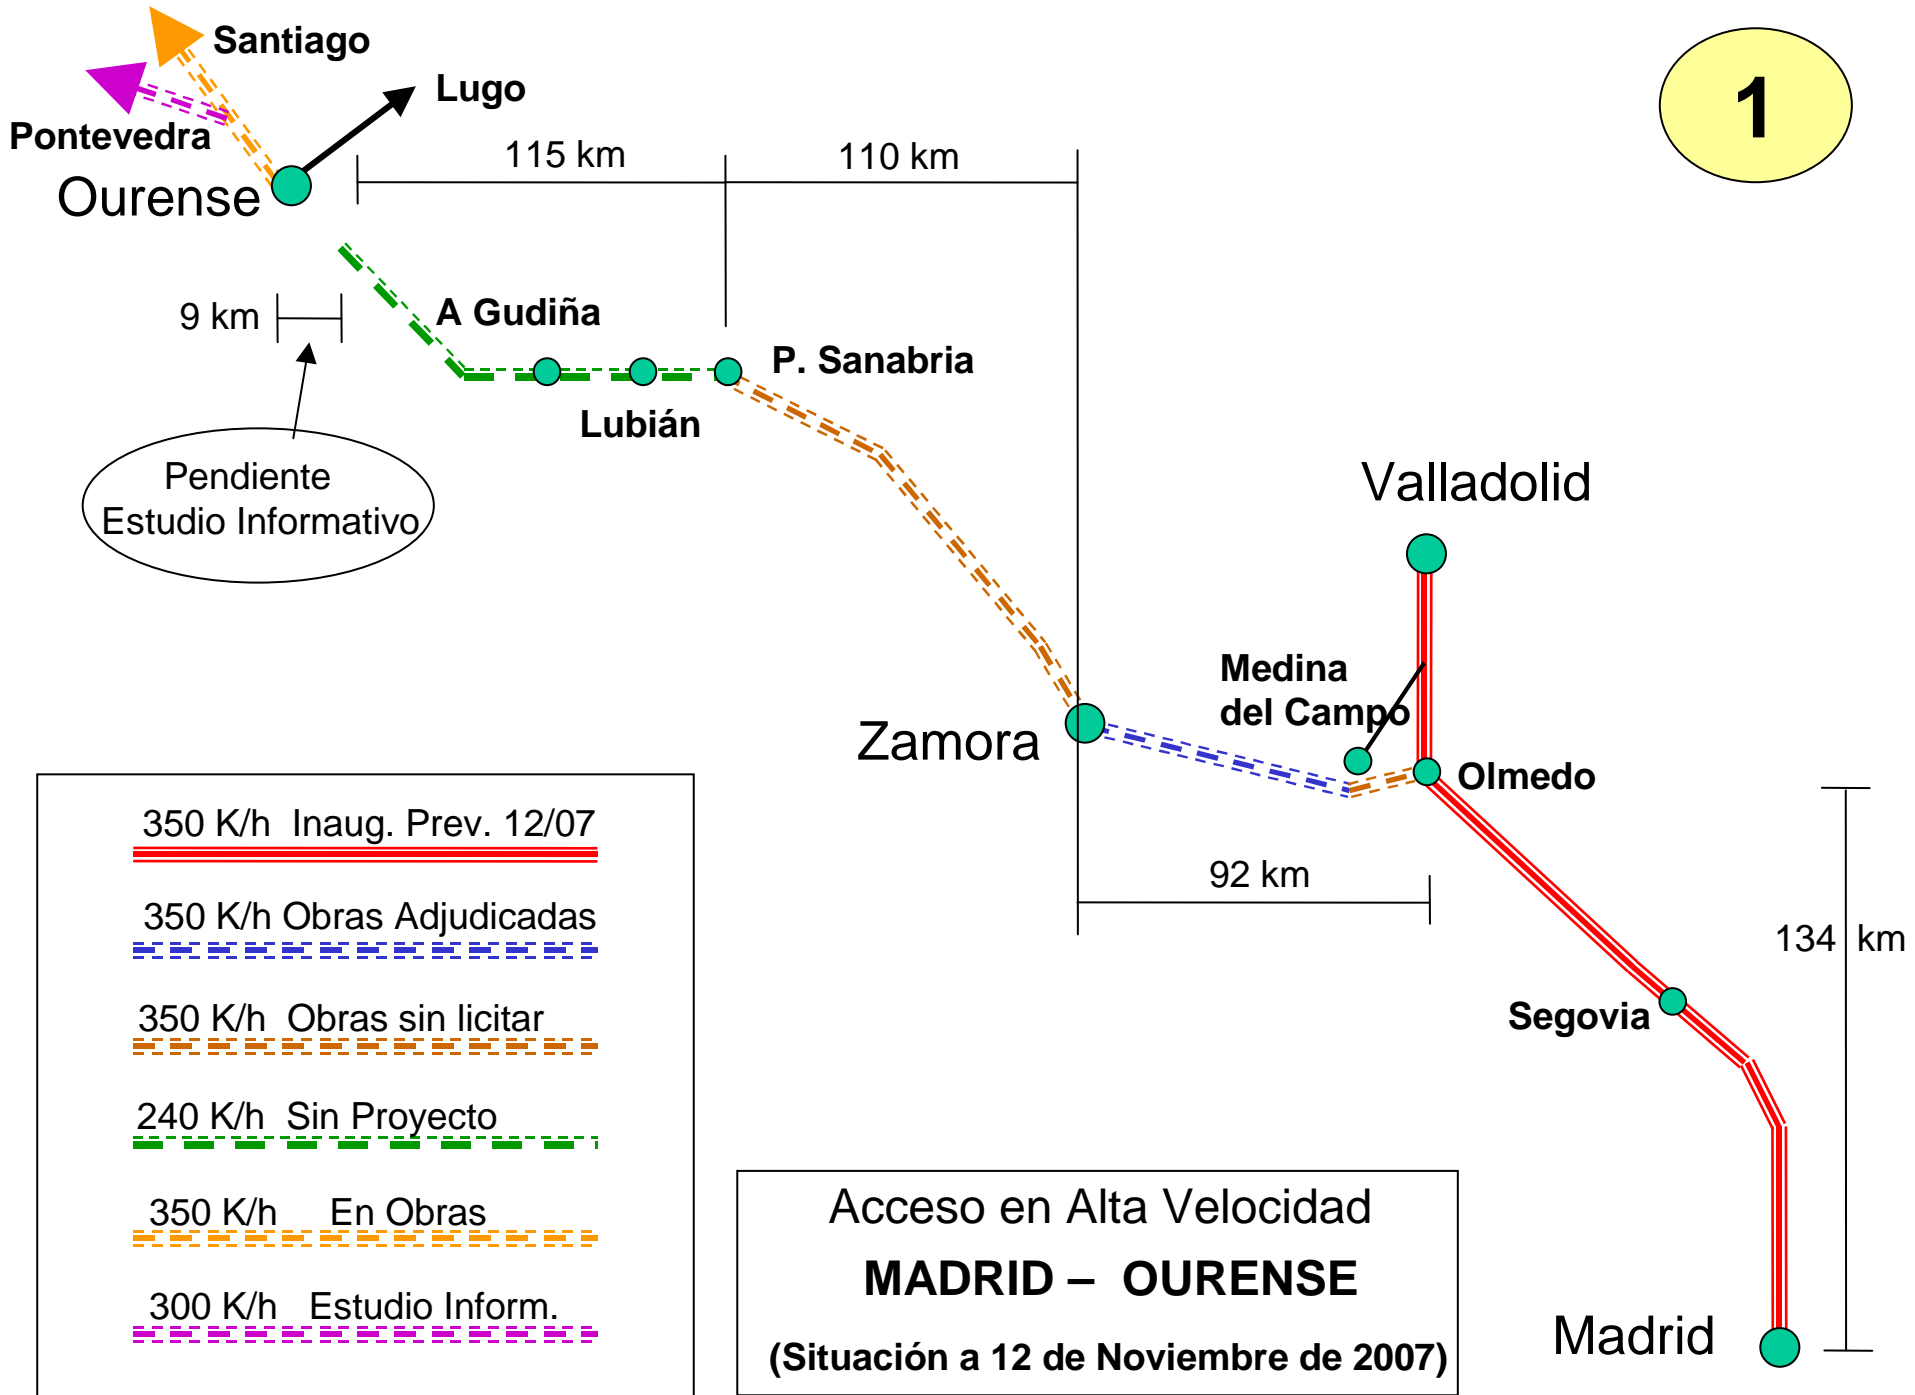 Santiago
1
Lugo
Pontevedra
115 km
110 km
Ourense
9 km
A Gudiña
P. Sanabria
Lubián
Pendiente
Estudio Informativo
Valladolid
Medina
del Campo
Zamora
Olmedo
92 km
134 km
Segovia
350 K/h Inaug. Prev. 12/07
350 K/h Obras Adjudicadas
350 K/h Obras sin licitar
240 K/h Sin Proyecto
350 K/h En Obras
300 K/h Estudio Inform.
Acceso en Alta Velocidad
MADRID – OURENSE
(Situación a 12 de Noviembre de 2007)
Madrid